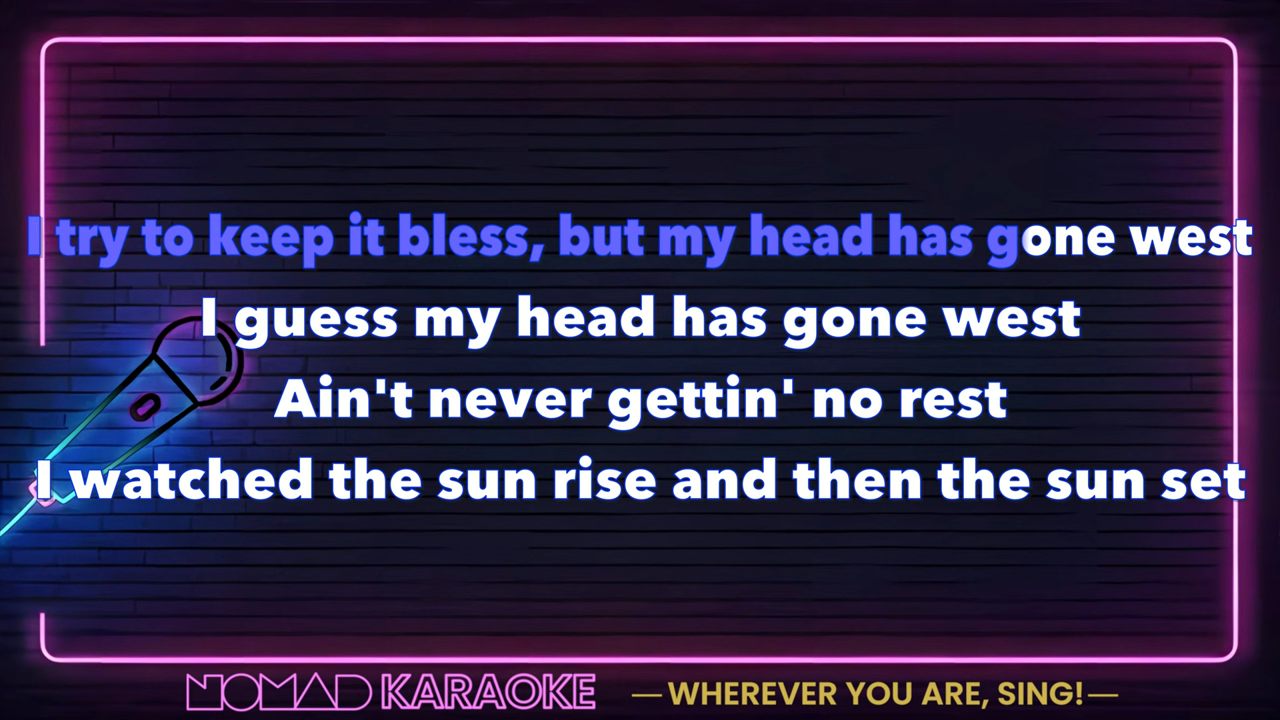 I try to keep it bless, but my head has gone west
I guess my head has gone west
Ain't never gettin' no rest
I watched the sun rise and then the sun set
NOMAD KARAOKE —WHEREVER YOU ARE, SING!—